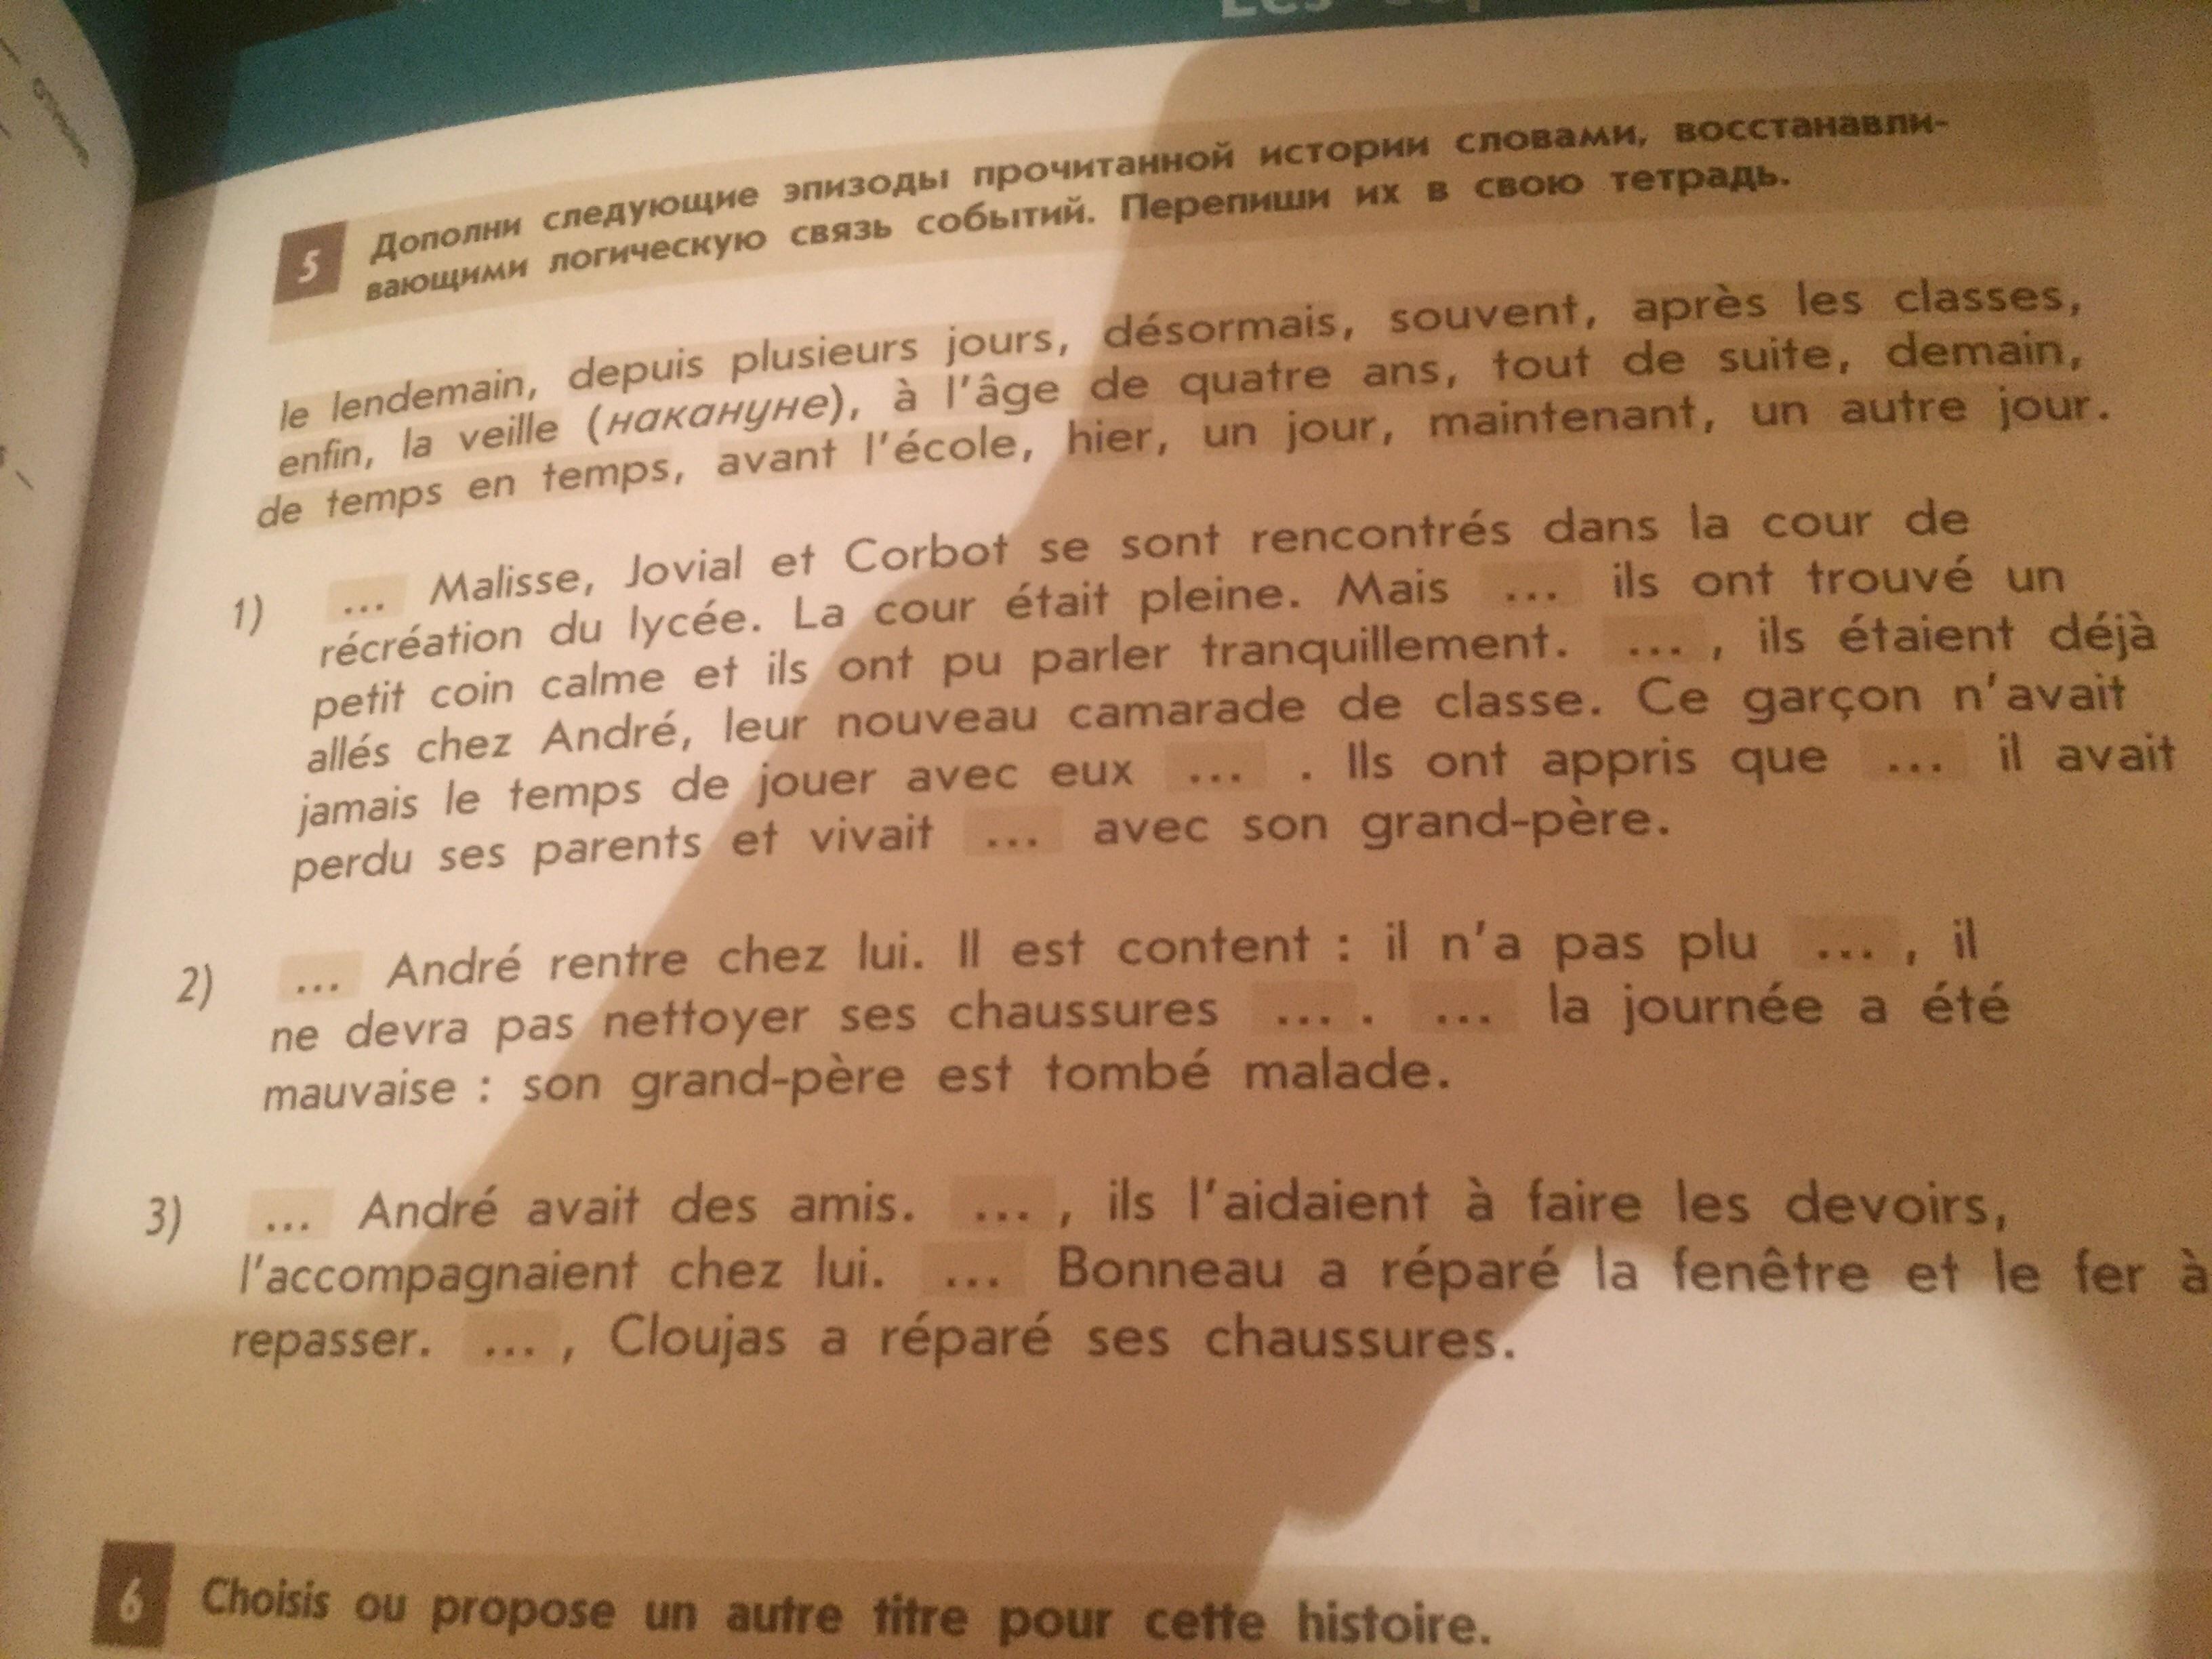 5 Дополни следующие эпизоды прочитанной истории словами, восстанавли-
вающими логическую связь событий. Перепиши их в свою тетрадь.
le lendemain, depuis plusieurs jours, désormais, souvent, après les classes,
enfin, la veille (накануне), à l'âge de quatre ans, tout de suite, demain,
de temps en temps, avant l'école, hier, un jour, maintenant, un autre jour.
1) ... Malisse, Jovial et Corbot se sont rencontrés dans la cour de
récréation du lycée. La cour était pleine. Mais ... ils ont trouvé un
petit coin calme et ils ont pu parler tranquillement. ... , ils étaient déjà
allés chez André, leur nouveau camarade de classe. Ce garçon n'avait
jamais le temps de jouer avec eux ... . Ils ont appris que ... il avait
perdu ses parents et vivait ... avec son grand-père.
2) ... André rentre chez lui. Il est content : il n'a pas plu ... , il
ne devra pas nettoyer ses chaussures ... . ... la journée a été
mauvaise : son grand-père est tombé malade.
3) ... André avait des amis. ... , ils l'aidaient à faire les devoirs,
l'accompagnaient chez lui. ... Bonneau a réparé la fenêtre et le fer à
repasser. ... , Cloujas a réparé ses chaussures.
6 Choisis ou propose un autre titre pour cette histoire.